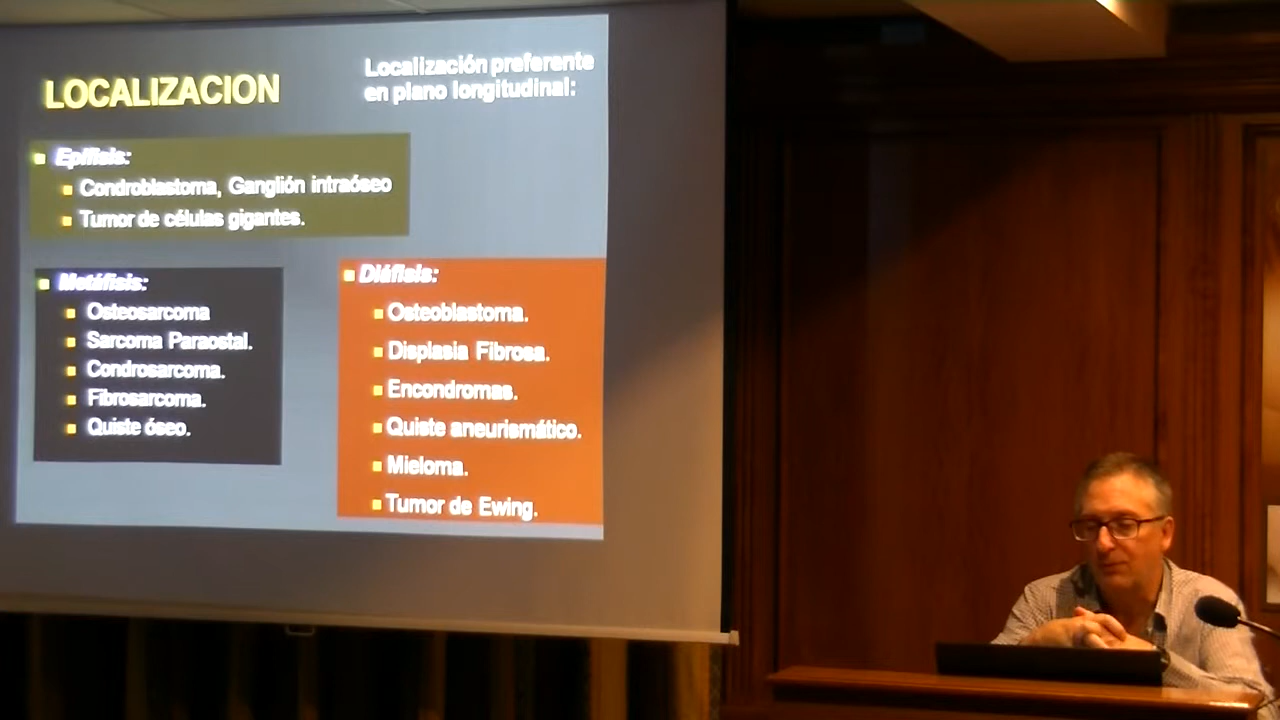 LOCALIZACION
Localización preferente
en plano longitudinal:
Epífisis:
Condroblastoma, Ganglión intraóseo
Tumor de células gigantes.
Metáfisis:
Osteosarcoma
Sarcoma Paraostal.
Condrosarcoma.
Fibrosarcoma.
Quiste óseo.
Diáfisis:
Osteoblastoma.
Displasia Fibrosa.
Encondromas.
Quiste aneurismático.
Mieloma.
Tumor de Ewing.